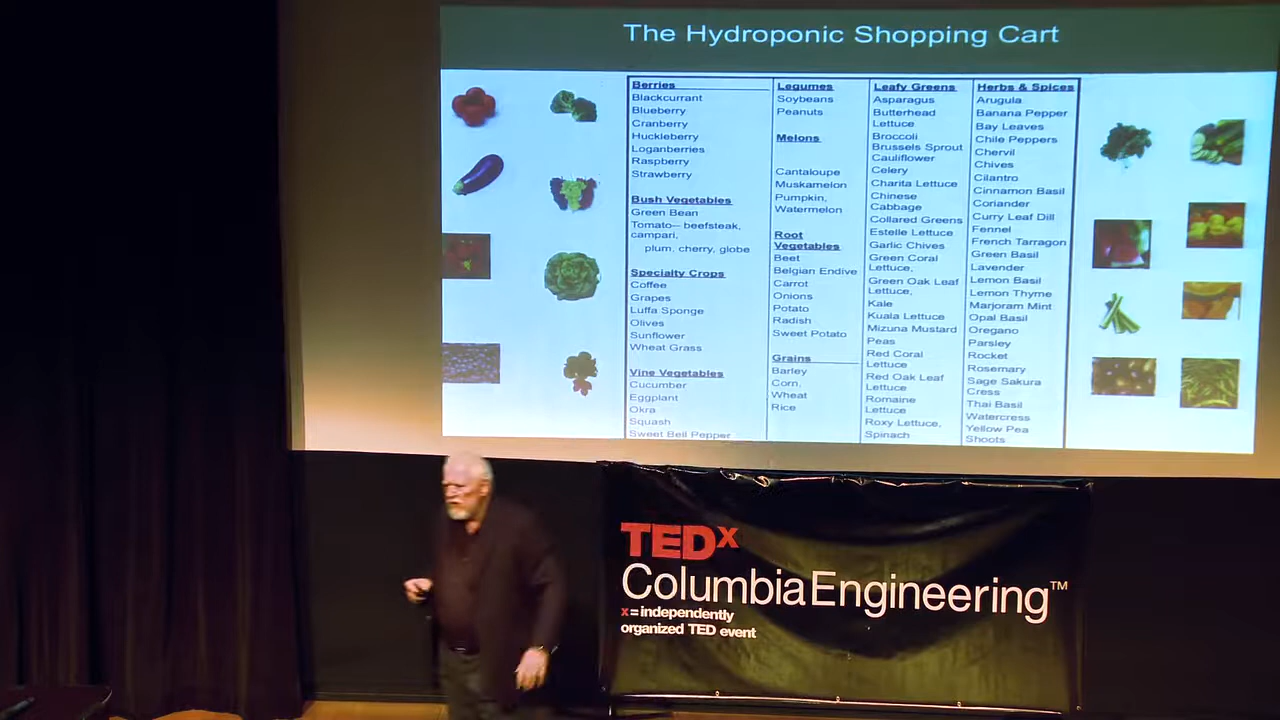 The Hydroponic Shopping Cart
Berries
Blackcurrant
Blueberry
Cranberry
Huckleberry
Loganberries
Raspberry
Strawberry
Bush Vegetables
Green Bean
Tomato– beefsteak,
campari,
plum, cherry, globe
Specialty Crops
Coffee
Grapes
Luffa Sponge
Olives
Sunflower
Wheat Grass
Vine Vegetables
Cucumber
Eggplant
Okra
Squash
Sweet Bell Pepper
Legumes
Soybeans
Peanuts
Melons
Cantaloupe
Muskamelon
Pumpkin,
Watermelon
Root
Vegetables
Beet
Belgian Endive
Carrot
Onions
Potato
Radish
Sweet Potato
Grains
Barley
Corn,
Wheat
Rice
Leafy Greens
Asparagus
Butterhead
Lettuce
Broccoli
Brussels Sprout
Cauliflower
Celery
Charita Lettuce
Chinese
Cabbage
Collared Greens
Estelle Lettuce
Garlic Chives
Green Coral
Lettuce,
Green Oak Leaf
Lettuce,
Kale
Kuala Lettuce
Mizuna Mustard
Peas
Red Coral
Lettuce
Red Oak Leaf
Lettuce
Romaine
Lettuce
Roxy Lettuce,
Spinach
Herbs & Spices
Arugula
Banana Pepper
Bay Leaves
Chile Peppers
Chervil
Chives
Cilantro
Cinnamon Basil
Coriander
Curry Leaf Dill
Fennel
French Tarragon
Green Basil
Lavender
Lemon Basil
Lemon Thyme
Marjoram Mint
Opal Basil
Oregano
Parsley
Rocket
Rosemary
Sage Sakura
Cress
Thai Basil
Watercress
Yellow Pea
Shoots
TEDx
ColumbiaEngineering™
x=independently
organized TED event